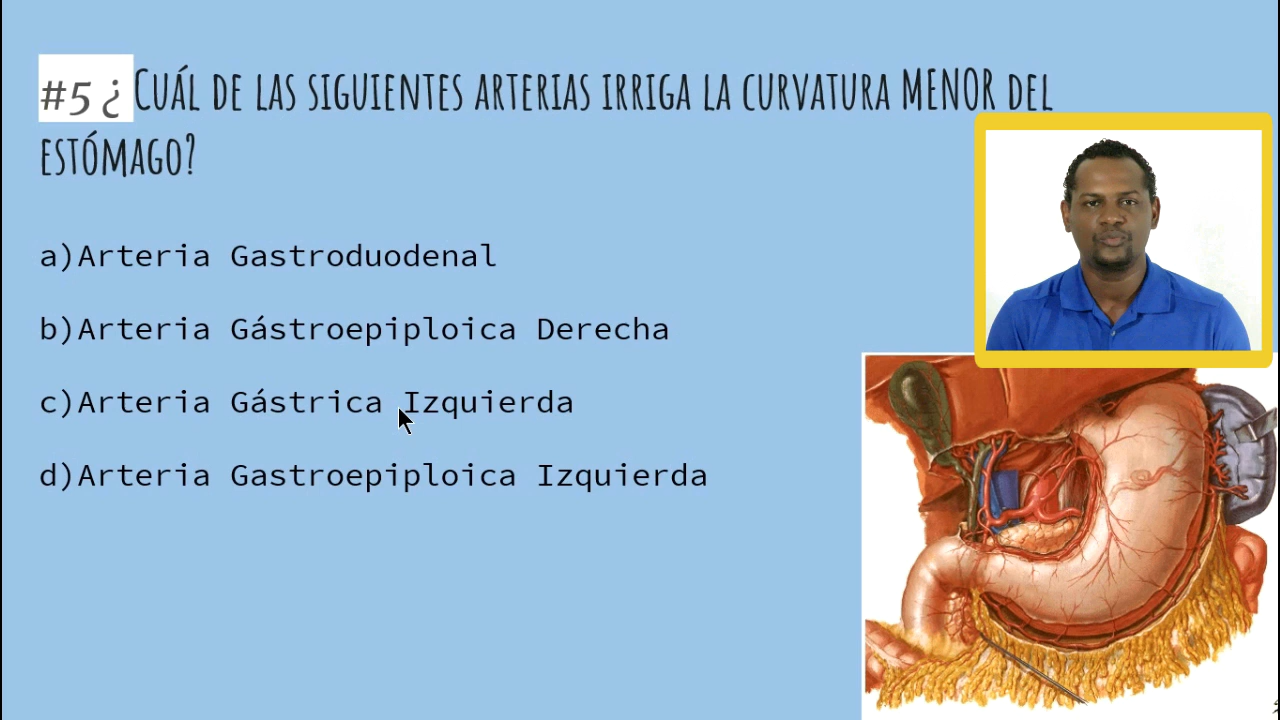 #5 ¿ Cuál de las siguientes arterias irriga la curvatura MENOR del
estómago?
a)Arteria Gastroduodenal
b)Arteria Gástroepiploica Derecha
c)Arteria Gástrica Izquierda
d)Arteria Gastroepiploica Izquierda